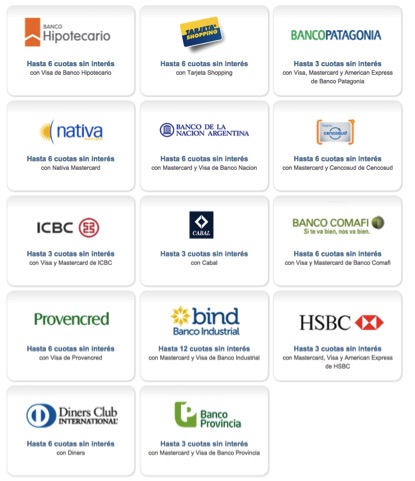 BANCO
Hipotecario
Hasta 6 cuotas sin interés
con Visa de Banco Hipotecario
TARJETA
SHOPPING
Hasta 6 cuotas sin interés
con Tarjeta Shopping
BANCOPATAGONIA
Hasta 3 cuotas sin interés
con Visa, Mastercard y American Express
de Banco Patagonia
nativa
Hasta 6 cuotas sin interés
con Nativa Mastercard
BANCO DE LA
NACION ARGENTINA
Hasta 6 cuotas sin interés
con Mastercard y Visa de Banco Nacion
cencosud
Hasta 6 cuotas sin interés
con Mastercard y Cencosud de Cencosud
ICBC
Hasta 3 cuotas sin interés
con Visa y Mastercard de ICBC
CABAL
Hasta 3 cuotas sin interés
con Cabal
BANCO COMAFI
Si te va bien, nos va bien.
Hasta 6 cuotas sin interés
con Visa y Mastercard de Banco Comafi
Provencred
Hasta 6 cuotas sin interés
con Visa de Provencred
bind
Banco Industrial
Hasta 12 cuotas sin interés
con Mastercard y Visa de Banco Industrial
HSBC
Hasta 3 cuotas sin interés
con Mastercard, Visa y American Express
de HSBC
Diners Club
INTERNATIONAL
Hasta 6 cuotas sin interés
con Diners
Banco
Provincia
Hasta 3 cuotas sin interés
con Mastercard y Visa de Banco Provincia